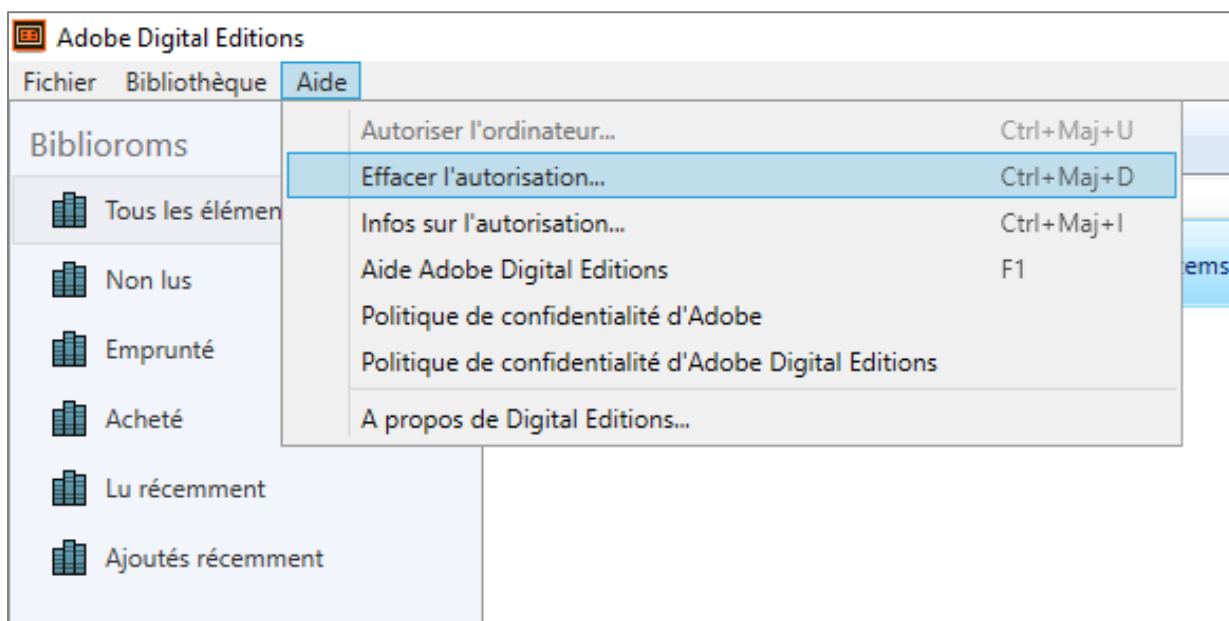 Adobe Digital Editions
Fichier Bibliothèque Aide
Biblioroms
Autoriser l'ordinateur... Ctrl+Maj+U
Effacer l'autorisation... Ctrl+Maj+D
Tous les élémen
Infos sur l'autorisation... Ctrl+Maj+I
Non lus
Aide Adobe Digital Editions F1
ems
Politique de confidentialité d'Adobe
Emprunté
Politique de confidentialité d'Adobe Digital Editions
Acheté
A propos de Digital Editions...
Lu récemment
Ajoutés récemment